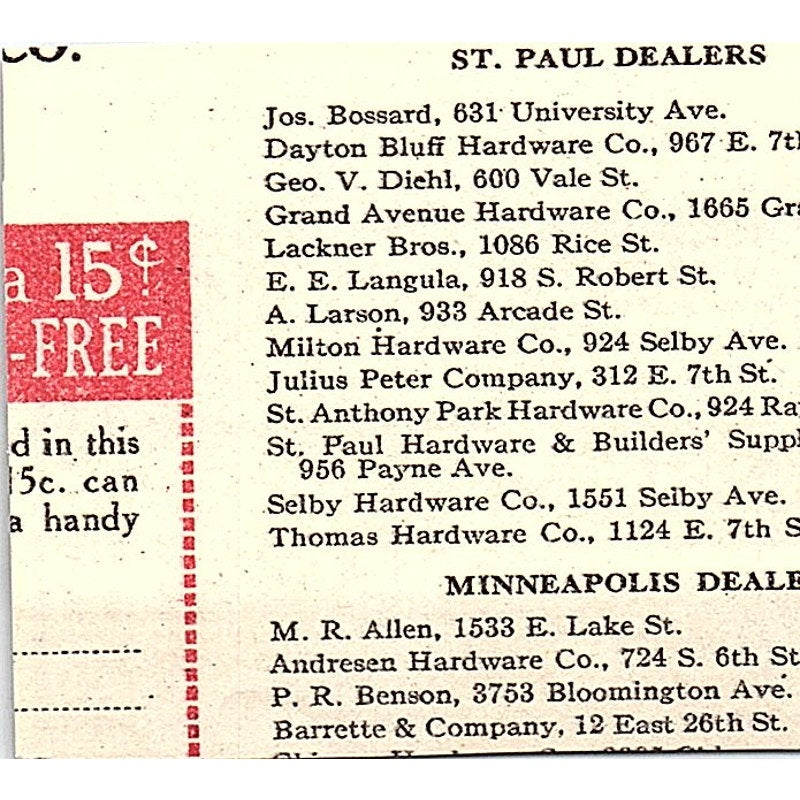 CO.
a 15¢
-FREE
d in this
5c. can
a handy
ST. PAUL DEALERS
Jos. Bossard, 631 University Ave.
Dayton Bluff Hardware Co., 967 E. 7th
Geo. V. Diehl, 600 Vale St.
Grand Avenue Hardware Co., 1665 Gra
Lackner Bros., 1086 Rice St.
E. E. Langula, 918 S. Robert St.
A. Larson, 933 Arcade St.
Milton Hardware Co., 924 Selby Ave.
Julius Peter Company, 312 E. 7th St.
St. Anthony Park Hardware Co., 924 Ra
St. Paul Hardware & Builders' Suppl
956 Payne Ave.
Selby Hardware Co., 1551 Selby Ave.
Thomas Hardware Co., 1124 E. 7th S
MINNEAPOLIS DEALE
M. R. Allen, 1533 E. Lake St.
Andresen Hardware Co., 724 S. 6th St
P. R. Benson, 3753 Bloomington Ave.
Barrette & Company, 12 East 26th St.